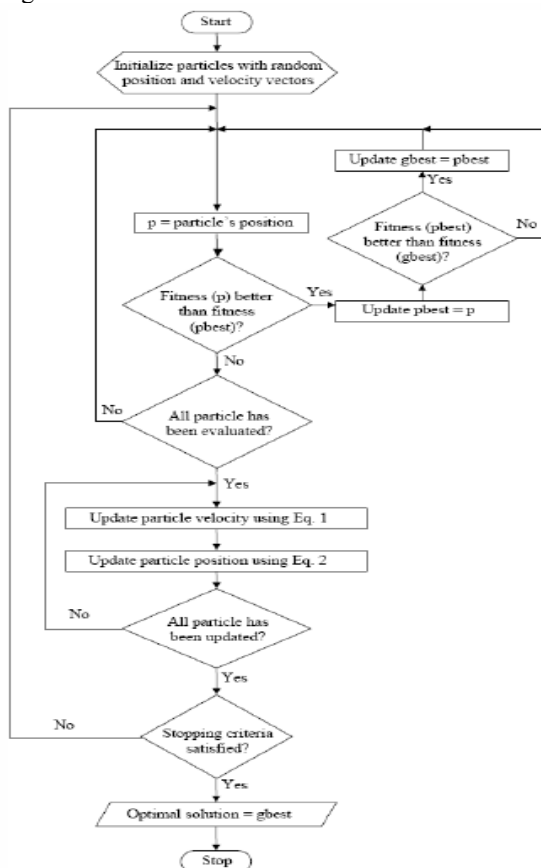 Start
Initialize particles with random
position and velocity vectors
Update gbest = pbest
Yes
p = particle's position
Fitness (pbest)
better than fitness
(gbest)?
No
Fitness (p) better
than fitness
(pbest)?
Yes
Update pbest = p
No
All particle has
been evaluated?
No
Yes
Update particle velocity using Eq. 1
Update particle position using Eq. 2
No
All particle has
been updated?
Yes
No
Stopping criteria
satisfied?
Yes
Optimal solution = gbest
Stop